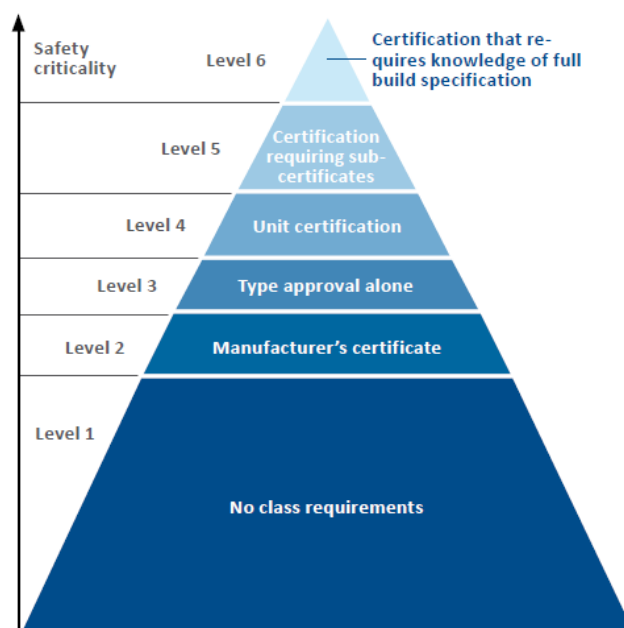 Safety
criticality
Level 6
Certification that re-
quires knowledge of full
build specification
Level 5
Certification
requiring sub-
certificates
Level 4
Unit certification
Level 3
Type approval alone
Level 2
Manufacturer’s certificate
Level 1
No class requirements